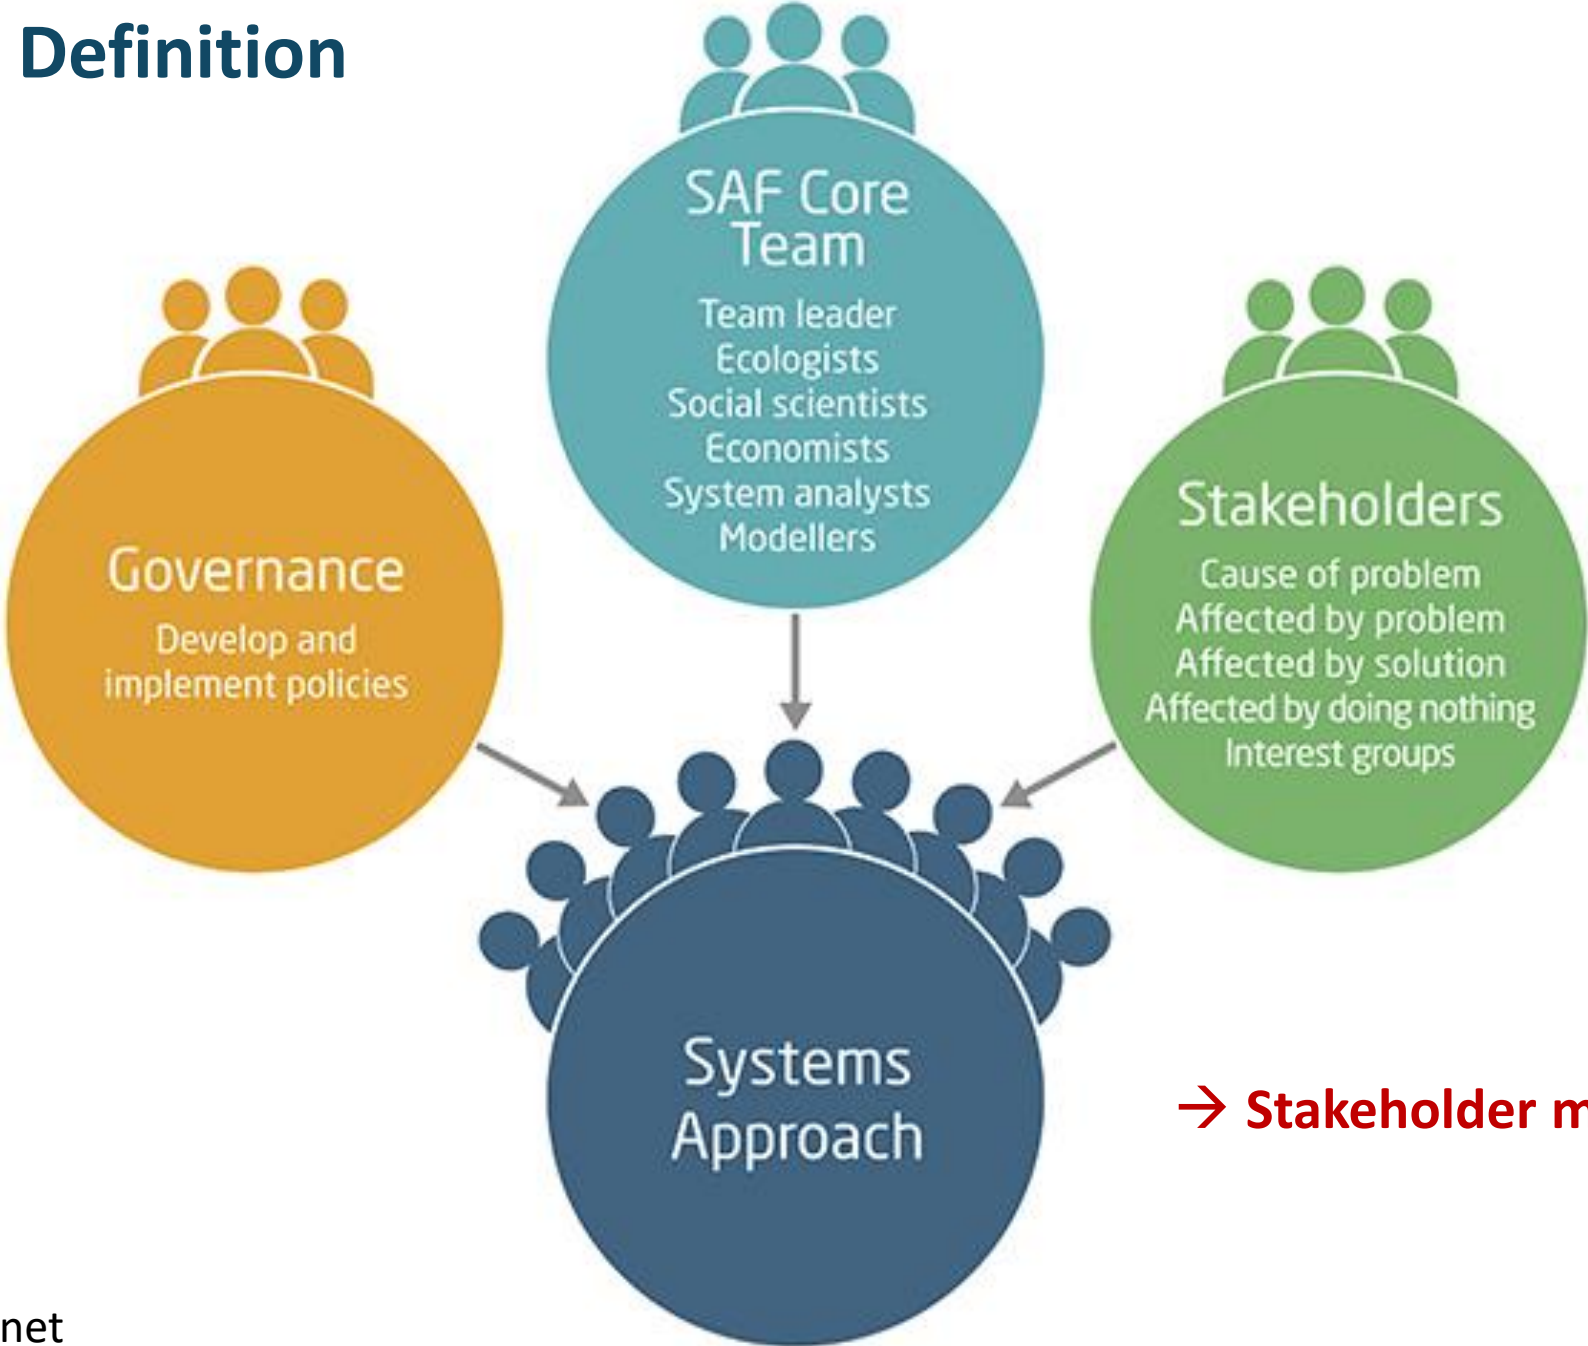 Definition
SAF Core
Team
Team leader
Ecologists
Social scientists
Economists
System analysts
Modellers
Governance
Develop and
implement policies
Stakeholders
Cause of problem
Affected by problem
Affected by solution
Affected by doing nothing
Interest groups
Systems
Approach
→ Stakeholder m
net